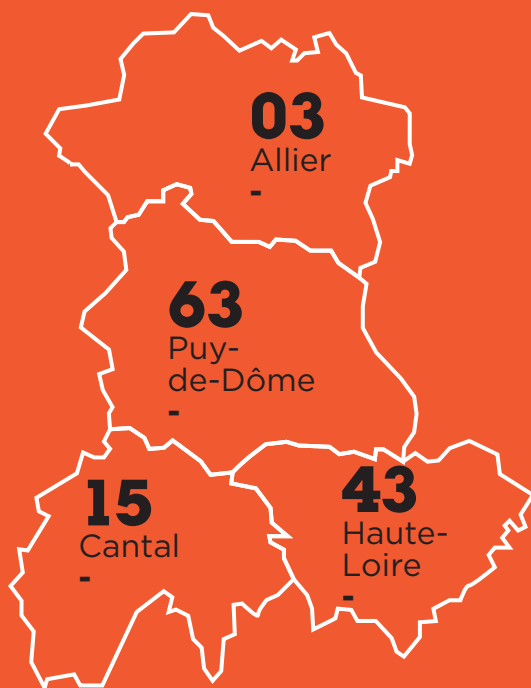 03
Allier
-
63
Puy-
de-Dôme
-
15
Cantal
-
43
Haute-
Loire
-